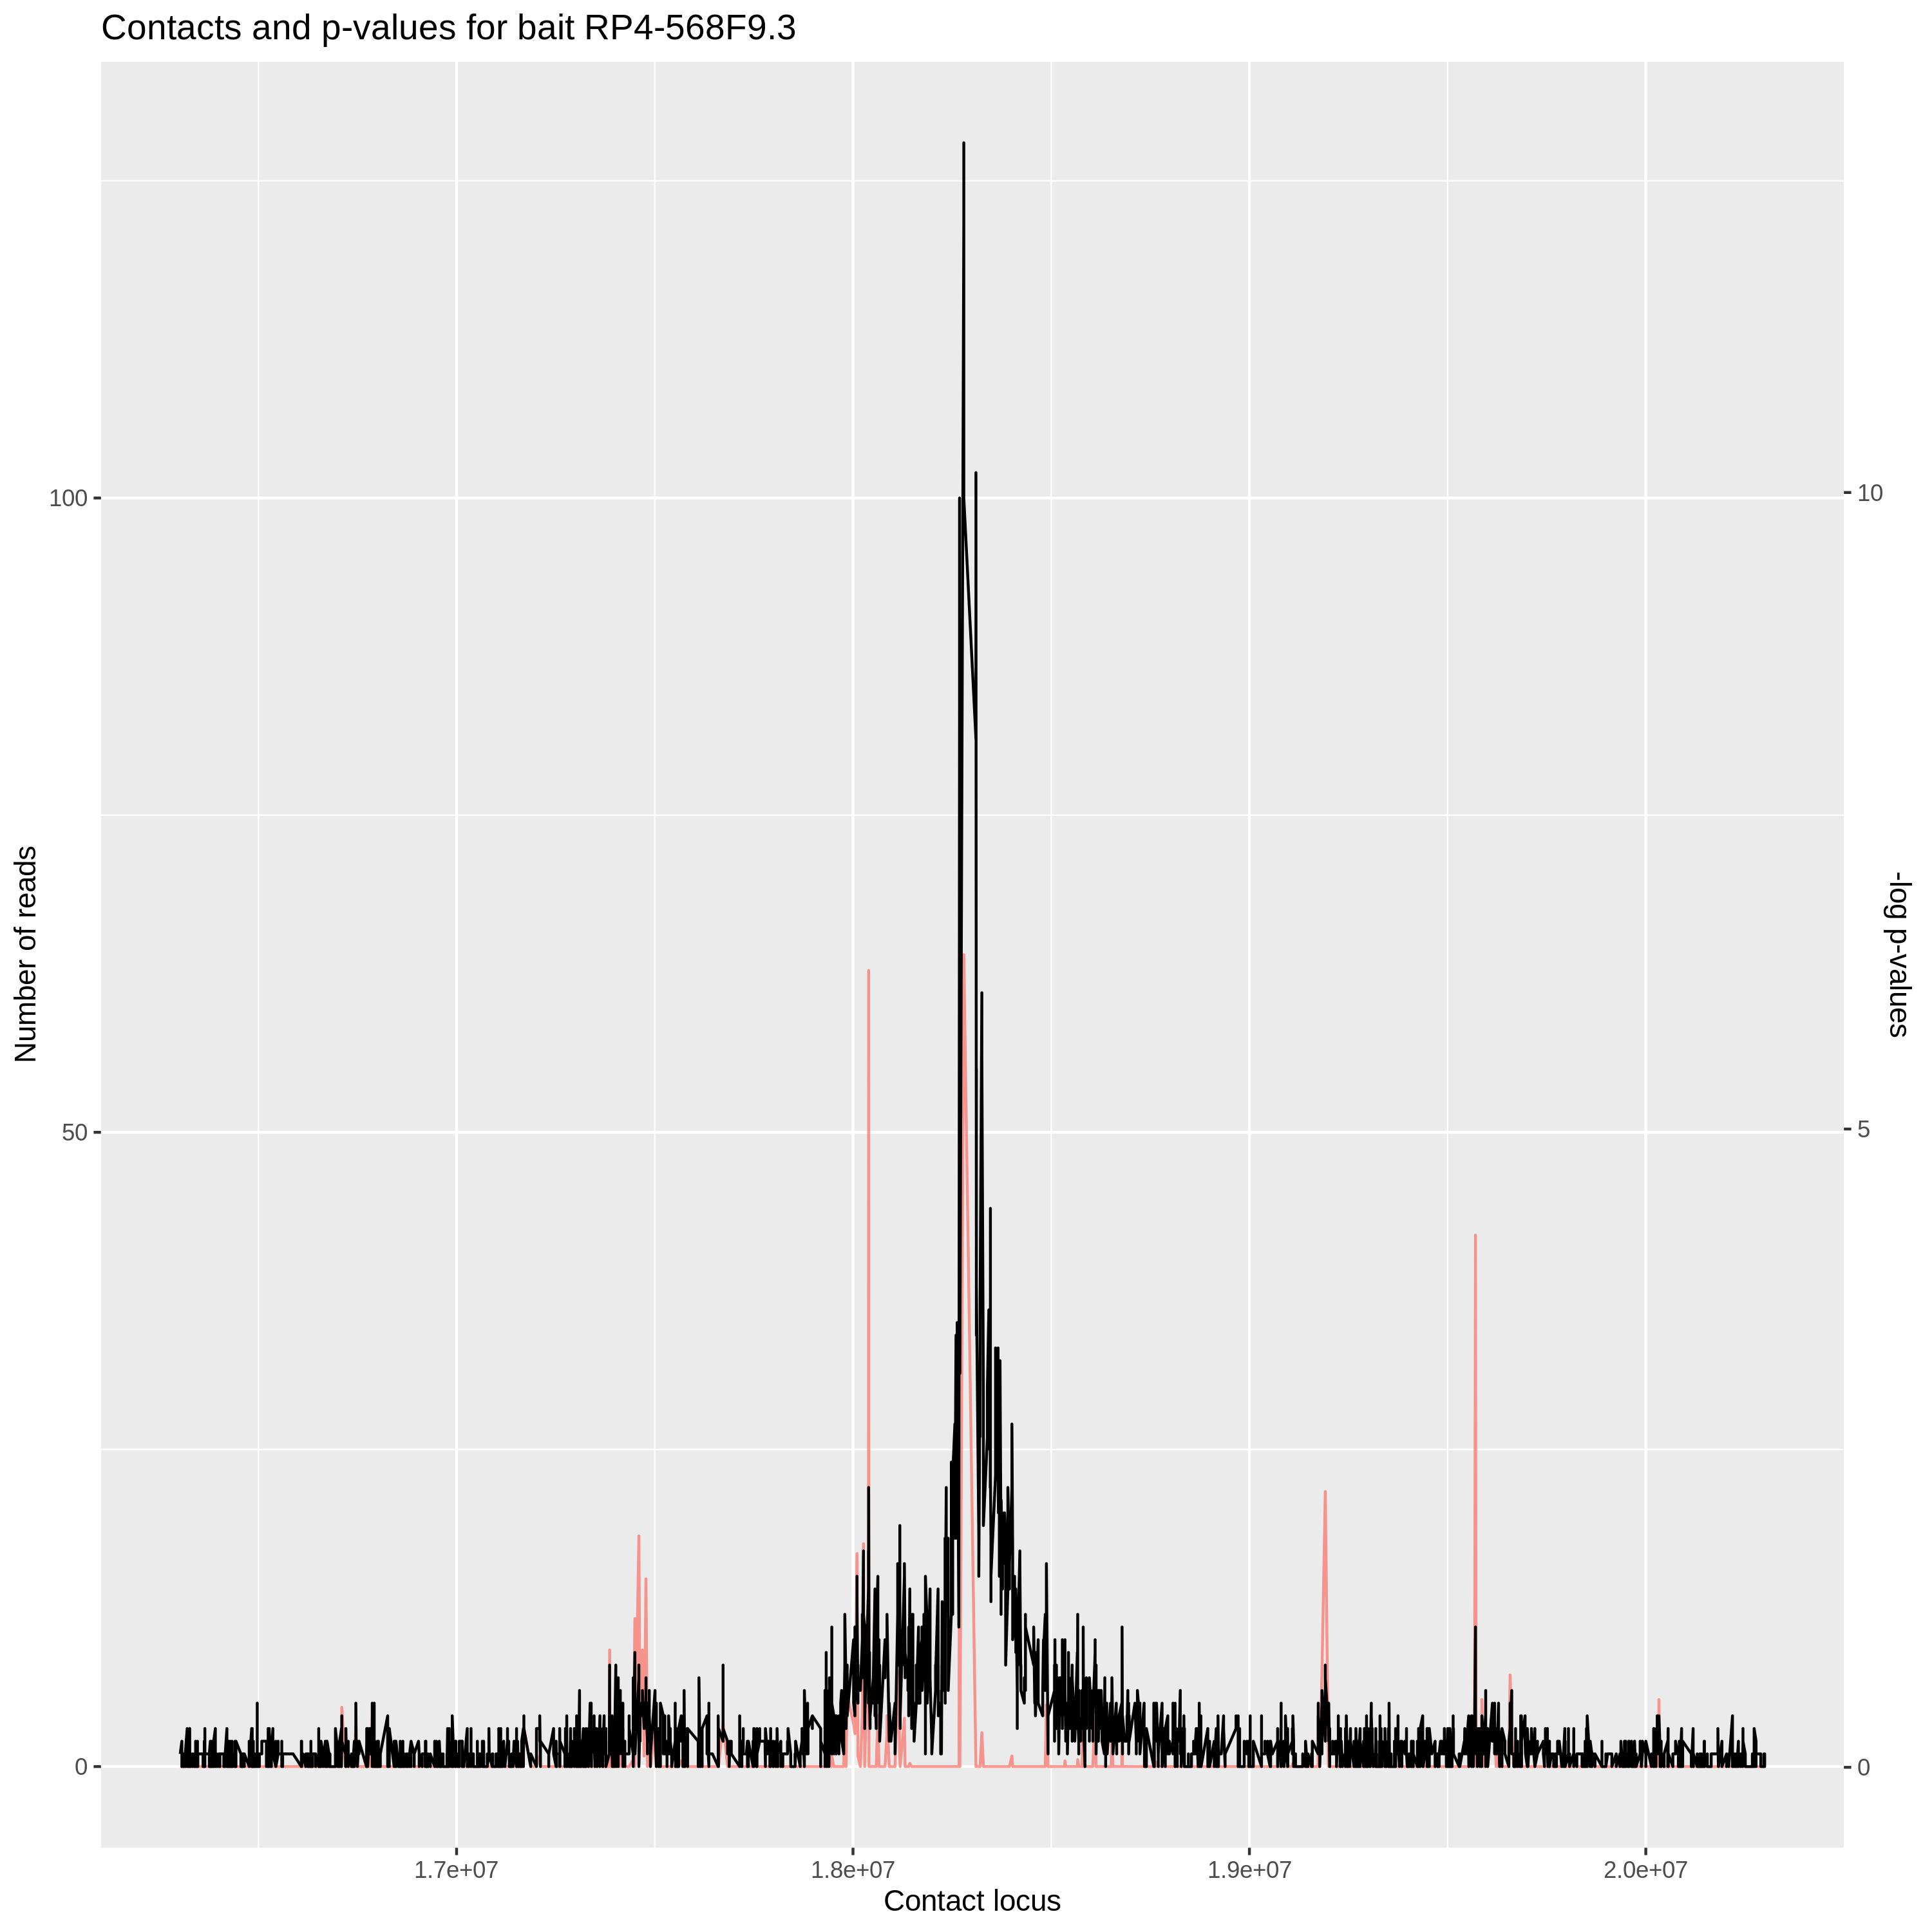 Contacts and p-values for bait RP4-568F9.3
Number of reads
100
50
0
10
5
0
-log p-values
1.7e+07
1.8e+07
1.9e+07
2.0e+07
Contact locus